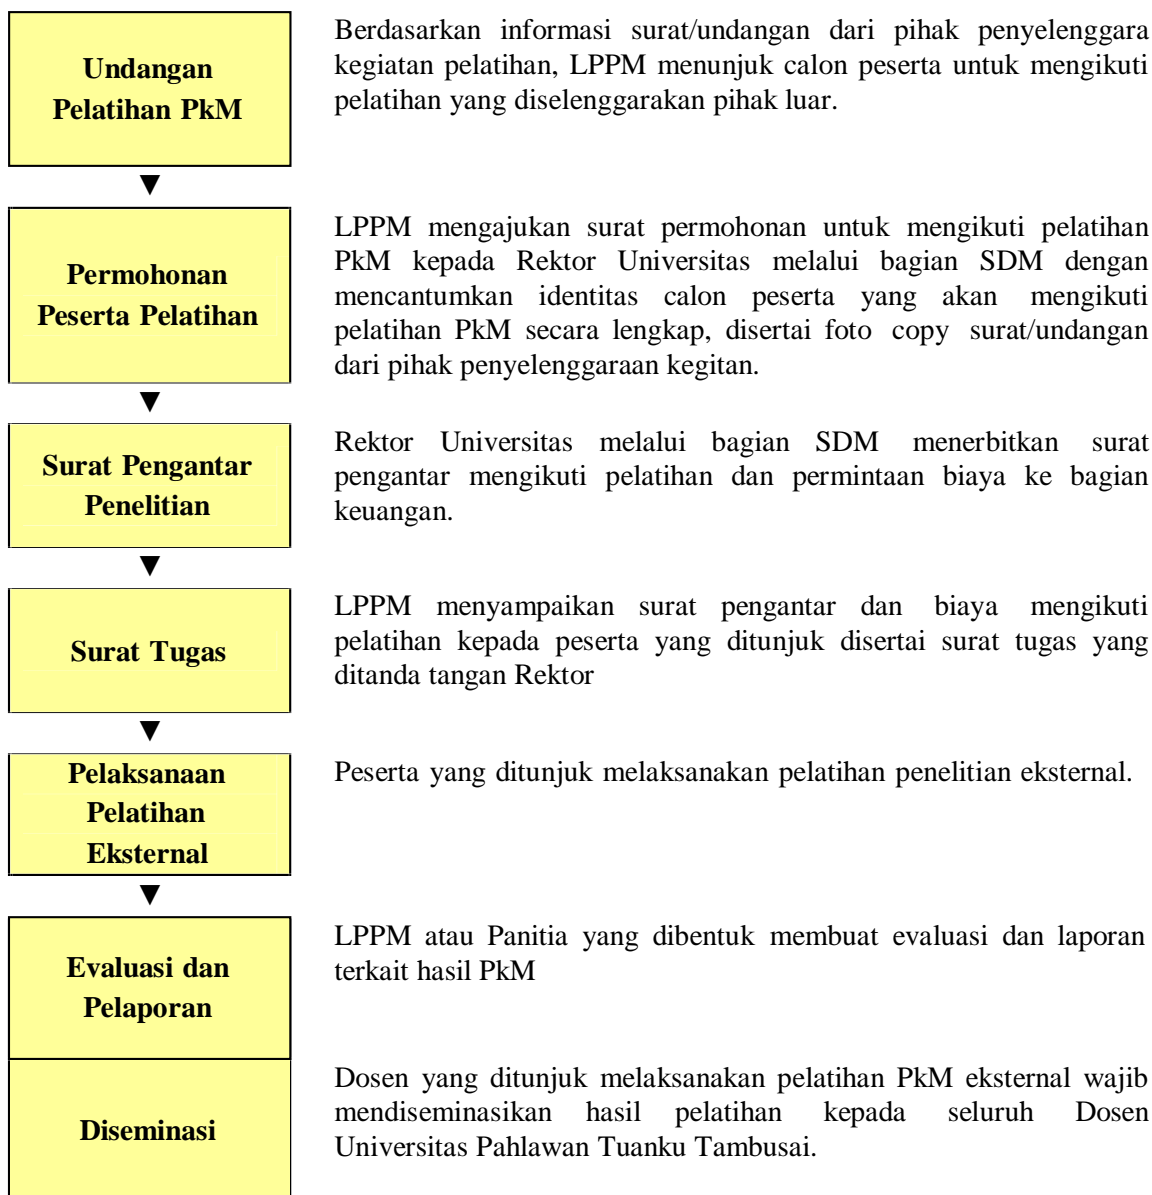 Undangan
Pelatihan PkM
Berdasarkan informasi surat/undangan dari pihak penyelenggara
kegiatan pelatihan, LPPM menunjuk calon peserta untuk mengikuti
pelatihan yang diselenggarakan pihak luar.
Permohonan
Peserta Pelatihan
LPPM mengajukan surat permohonan untuk mengikuti pelatihan
PkM kepada Rektor Universitas melalui bagian SDM dengan
mencantumkan identitas calon peserta yang akan mengikuti
pelatihan PkM secara lengkap, disertai foto copy surat/undangan
dari pihak penyelenggaraan kegitan.
Surat Pengantar
Penelitian
Rektor Universitas melalui bagian SDM menerbitkan surat
pengantar mengikuti pelatihan dan permintaan biaya ke bagian
keuangan.
Surat Tugas
LPPM menyampaikan surat pengantar dan biaya mengikuti
pelatihan kepada peserta yang ditunjuk disertai surat tugas yang
ditanda tangan Rektor
Pelaksanaan
Pelatihan
Eksternal
Peserta yang ditunjuk melaksanakan pelatihan penelitian eksternal.
Evaluasi dan
Pelaporan
LPPM atau Panitia yang dibentuk membuat evaluasi dan laporan
terkait hasil PkM
Diseminasi
Dosen yang ditunjuk melaksanakan pelatihan PkM eksternal wajib
mendiseminasikan hasil pelatihan kepada seluruh Dosen
Universitas Pahlawan Tuanku Tambusai.